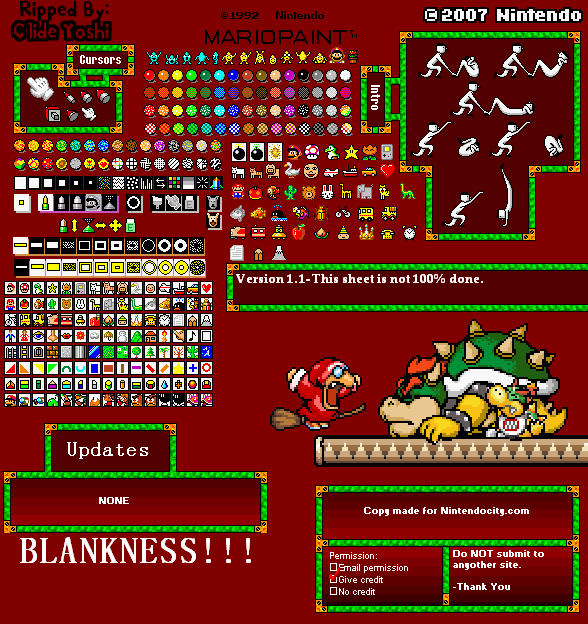 Ripped By:
Clide Yoshi
©1992 Nintendo
MARIOPAINT™
©2007 Nintendo
Cursors
Intro
Version 1.1-This sheet is not 100% done.
Updates
NONE
BLANKNESS!!!
Copy made for Nintendocity.com
Permission:
Email permission
Give credit
No credit
Do NOT submit to
anyother site.
-Thank You